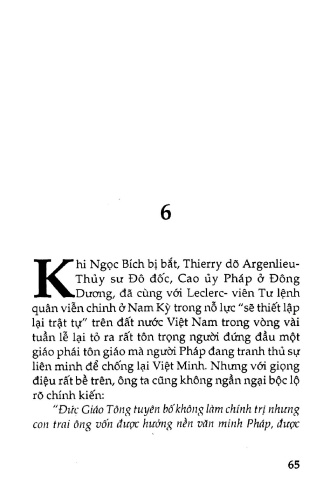 6
Khi Ngọc Bích bị bắt, Thierry dõ Argenlieu-
Thủy sư Đô đốc, Cao ủy Pháp ở Đông
Dương, đã cùng với Leclerc- viên Tư lệnh
quân viễn chinh ở Nam Kỳ trong nỗ lực “sẽ thiết lập
lại trật tự” trên đất nước Việt Nam trong vòng vài
tuần lễ lại tỏ ra rất tôn trọng người đứng đầu một
giáo phái tôn giáo mà người Pháp đang tranh thủ sự
liên minh để chống lại Việt Minh. Nhưng với giọng
điệu rất bề trên, ông ta cũng không ngần ngại bộc lộ
rõ chính kiến:
“Đức Giáo Tông tuyên bố không làm chính trị nhưng
con trai ông vốn được hưởng nền văn minh Pháp, được
65